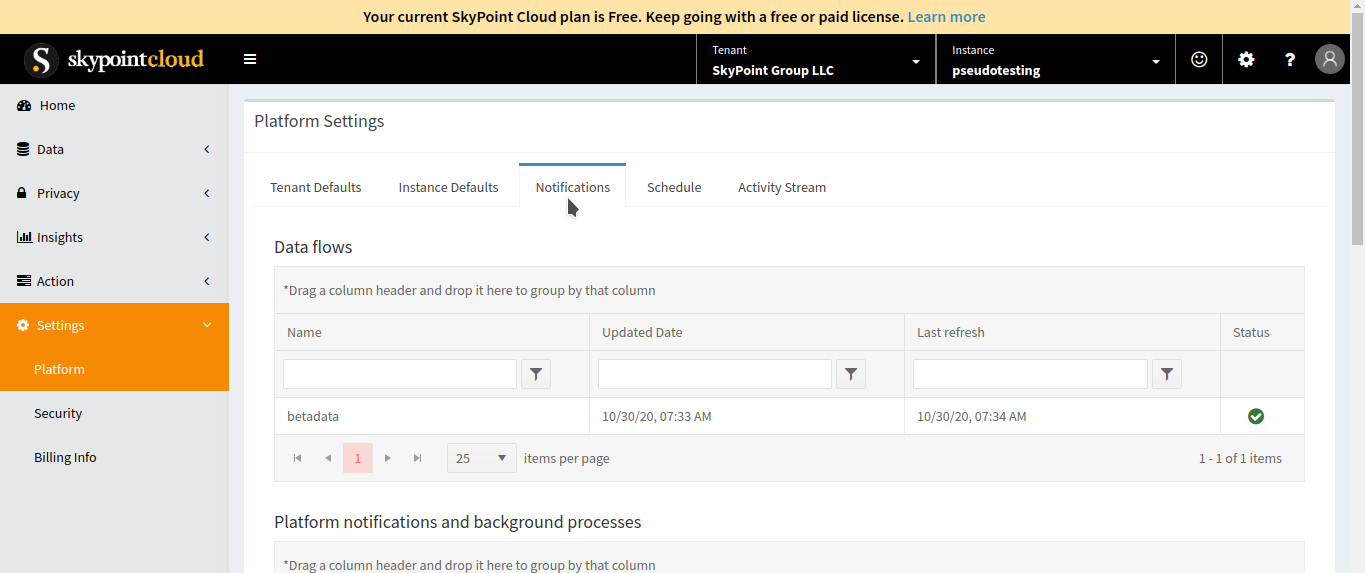 Your current SkyPoint Cloud plan is Free. Keep going with a free or paid license. Learn more
S skypointcloud
Tenant
SkyPoint Group LLC
Instance
pseudotesting
?
Home
Data
Privacy
Insights
Action
Settings
Platform
Security
Billing Info
Platform Settings
Tenant Defaults Instance Defaults Notifications Schedule Activity Stream
Data flows
*Drag a column header and drop it here to group by that column
Name Updated Date Last refresh Status
betadata 10/30/20, 07:33 AM 10/30/20, 07:34 AM
1 25 items per page 1 - 1 of 1 items
Platform notifications and background processes
*Drag a column header and drop it here to group by that column